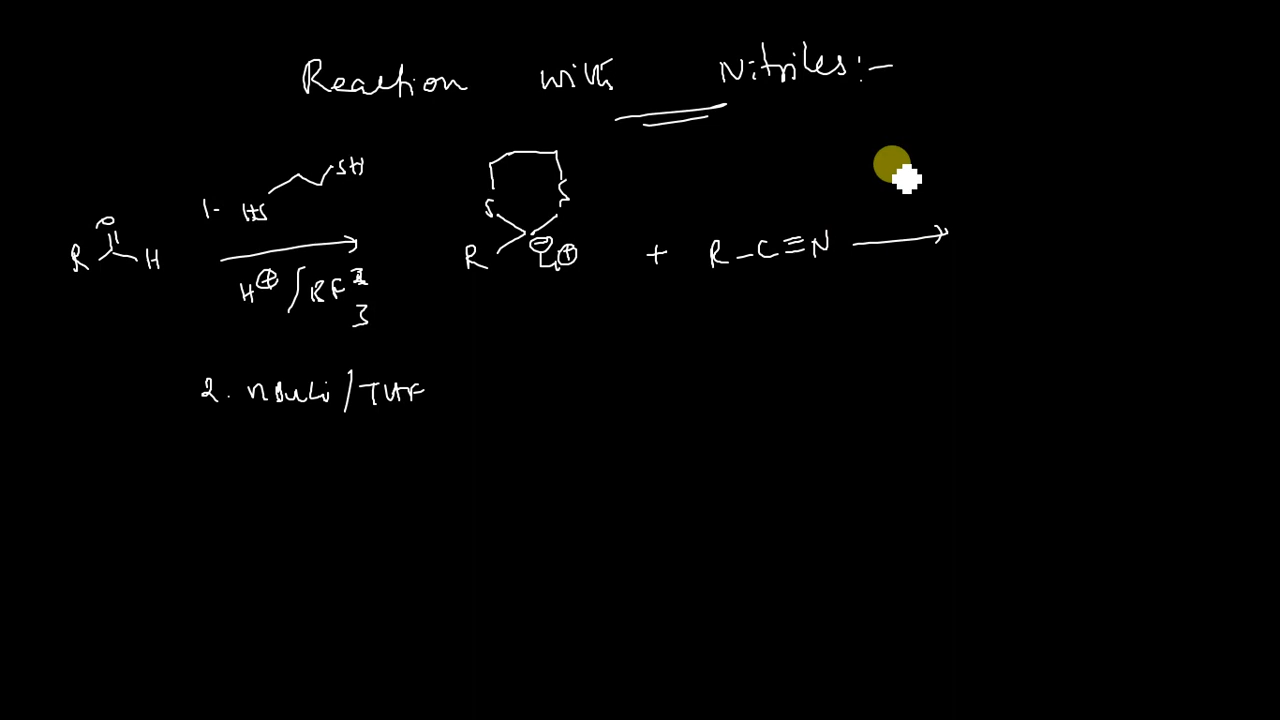 Reaction with Nitriles:-
1- HS SH
R O H
H⊕/BF3
S S
R ⊖ Li⊕ + R-C≡N
2. nBuLi/THF